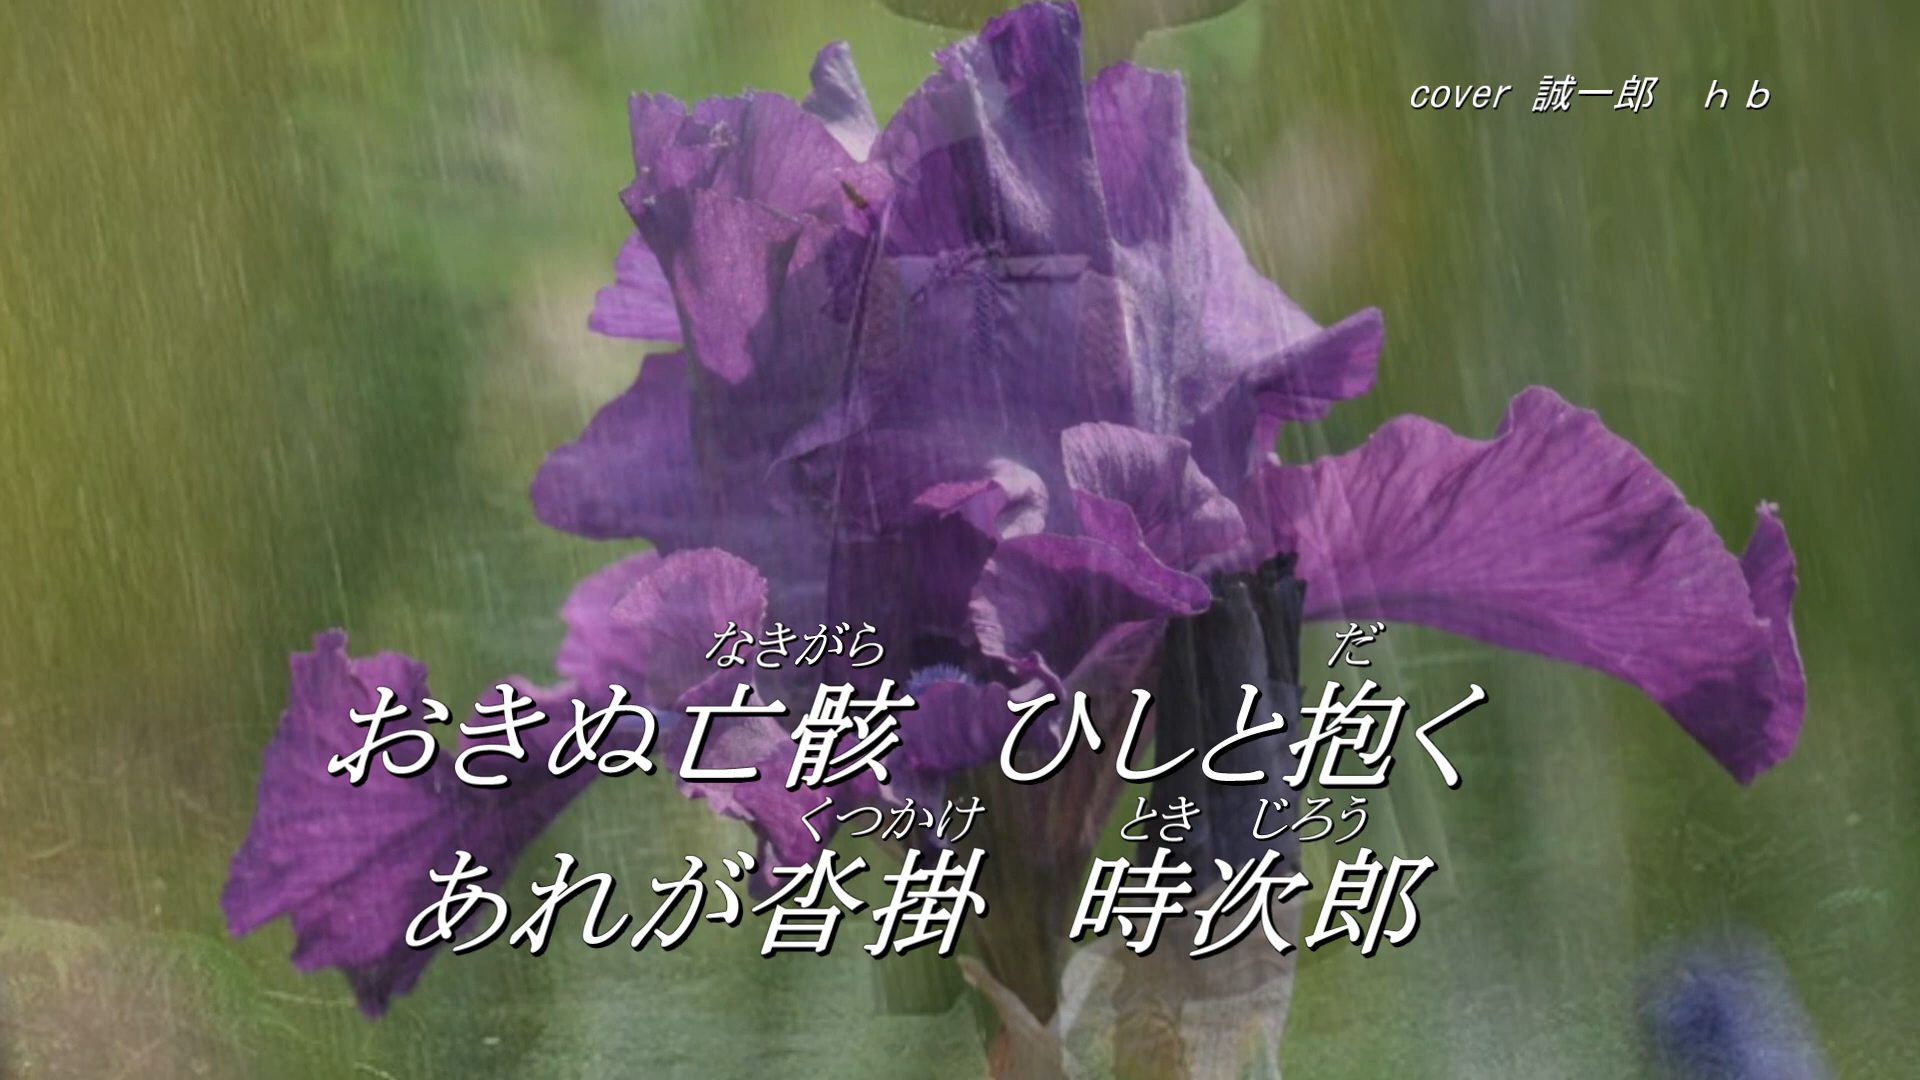 cover 誠一郎　ｈｂ
なきがら　だ
おきぬ亡骸　ひしと抱く
くつかけ　とき　じろう
あれが沓掛　時次郎